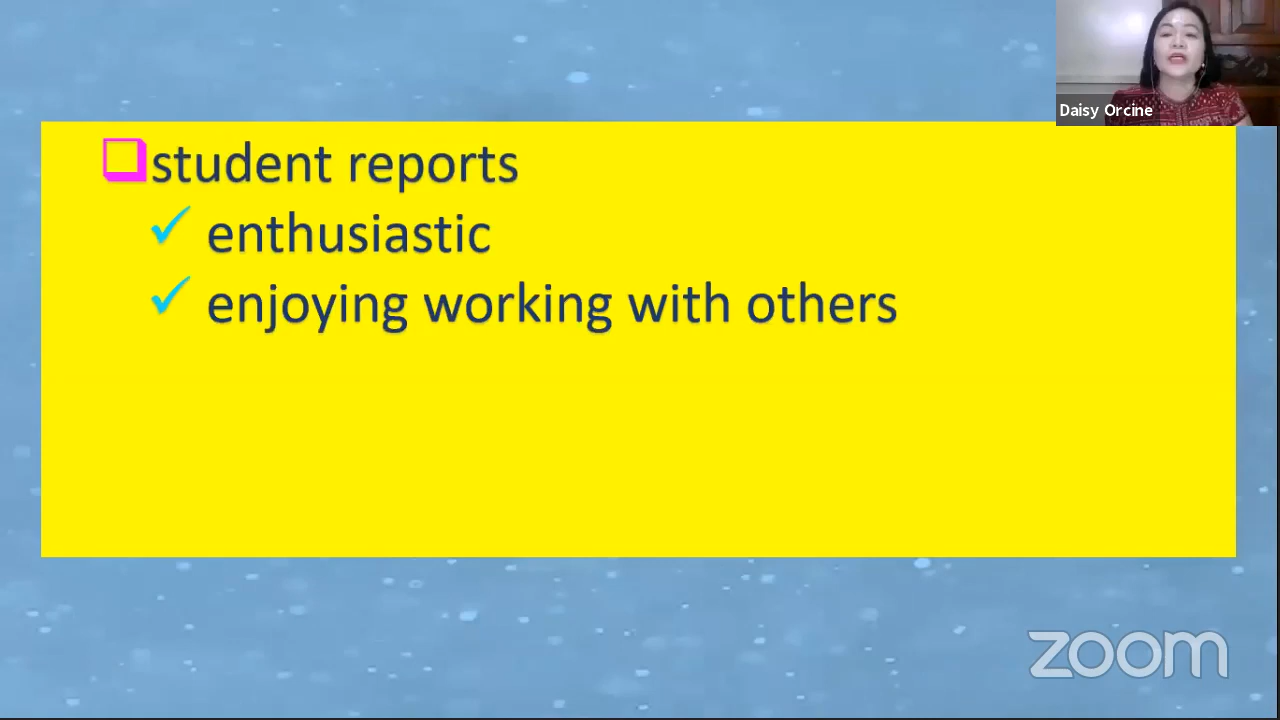 Daisy Orcine
student reports
enthusiastic
enjoying working with others
zoom